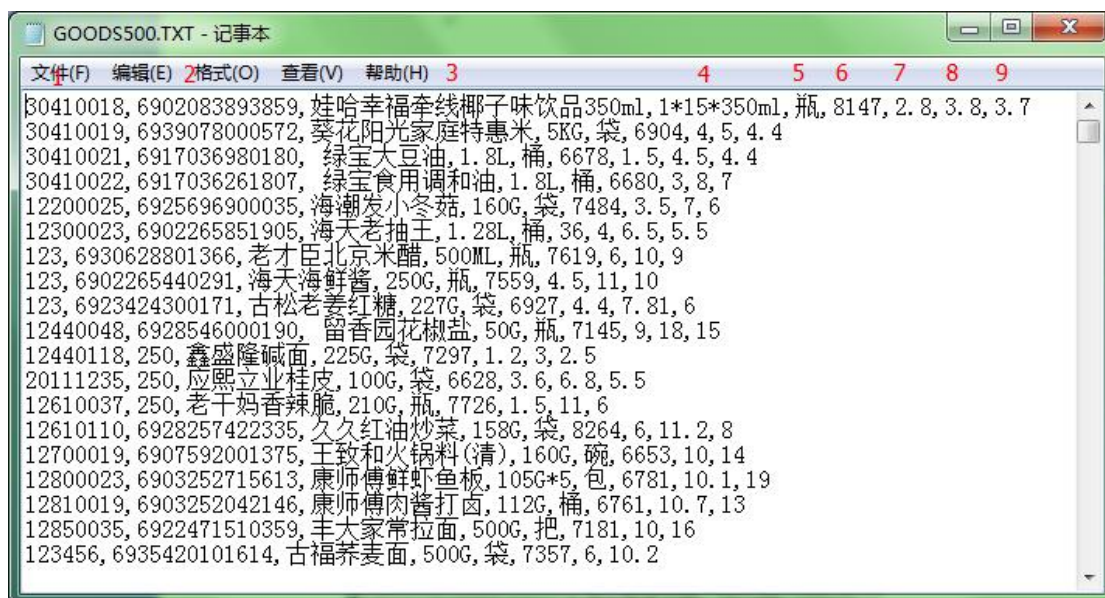 GOODS500.TXT - 记事本
文件(F) 编辑(E) 格式(O) 查看(V) 帮助(H)
1 2 3 4 5 6 7 8 9
30410018,6902083893859,娃哈幸福牵线椰子味饮品350ml,1*15*350ml,瓶,8147,2.8,3.8,3.7
30410019,6939078000572,葵花阳光家庭特惠米,5KG,袋,6904,4,5,4.4
30410021,6917036980180, 绿宝大豆油,1.8L,桶,6678,1.5,4.5,4.4
30410022,6917036261807, 绿宝食用调和油,1.8L,桶,6680,3,8,7
12200025,6925696900035,海潮发小冬菇,160G,袋,7484,3.5,7,6
12300023,6902265851905,海天老抽王,1.28L,桶,36,4,6.5,5.5
123,6930628801366,老才臣北京米醋,500ML,瓶,7619,6,10,9
123,6902265440291,海天海鲜酱,250G,瓶,7559,4.5,11,10
123,6923424300171,古松老姜红糖,227G,袋,6927,4.4,7.81,6
12440048,6928546000190, 留香园花椒盐,50G,瓶,7145,9,18,15
12440118,250,鑫盛隆碱面,225G,袋,7297,1.2,3,2.5
20111235,250,应熙立业桂皮,100G,袋,6628,3.6,6.8,5.5
12610037,250,老干妈香辣脆,210G,瓶,7726,1.5,11,6
12610110,6928257422335,久久红油炒菜,158G,袋,8264,6,11.2,8
12700019,6907592001375,王致和火锅料(清),160G,碗,6653,10,14
12800023,6903252715613,康师傅鲜虾鱼板,105G*5,包,6781,10.1,19
12810019,6903252042146,康师傅肉酱打卤,112G,桶,6761,10.7,13
12850035,6922471510359,丰大家常拉面,500G,把,7181,10,16
123456,6935420101614,古福荞麦面,500G,袋,7357,6,10.2